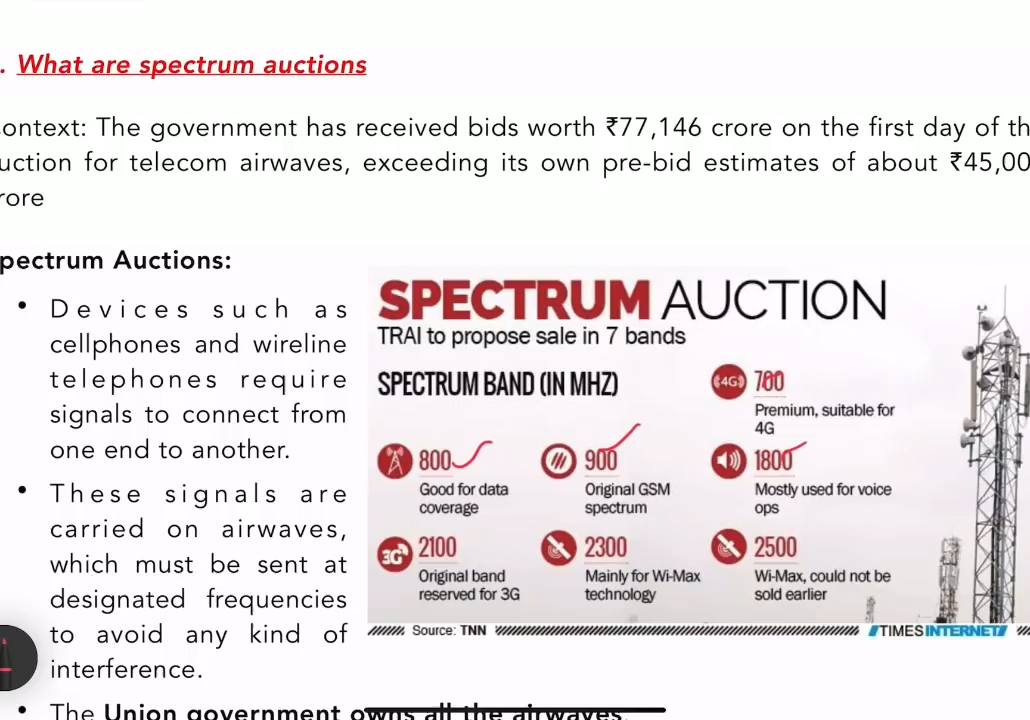 . What are spectrum auctions
ontext: The government has received bids worth ₹77,146 crore on the first day of th
uction for telecom airwaves, exceeding its own pre-bid estimates of about ₹45,00
rore
pectrum Auctions:
• Devices such as
cellphones and wireline
telephones require
signals to connect from
one end to another.
• These signals are
carried on airwaves,
which must be sent at
designated frequencies
to avoid any kind of
interference.
• The Union government owns all the airwaves.
SPECTRUM AUCTION
TRAI to propose sale in 7 bands
SPECTRUM BAND (IN MHZ)
4G 700
Premium, suitable for
4G
800
Good for data
coverage
900
Original GSM
spectrum
1800
Mostly used for voice
ops
3G 2100
Original band
reserved for 3G
2300
Mainly for Wi-Max
technology
2500
Wi-Max, could not be
sold earlier
Source: TNN
TIMES INTERNET